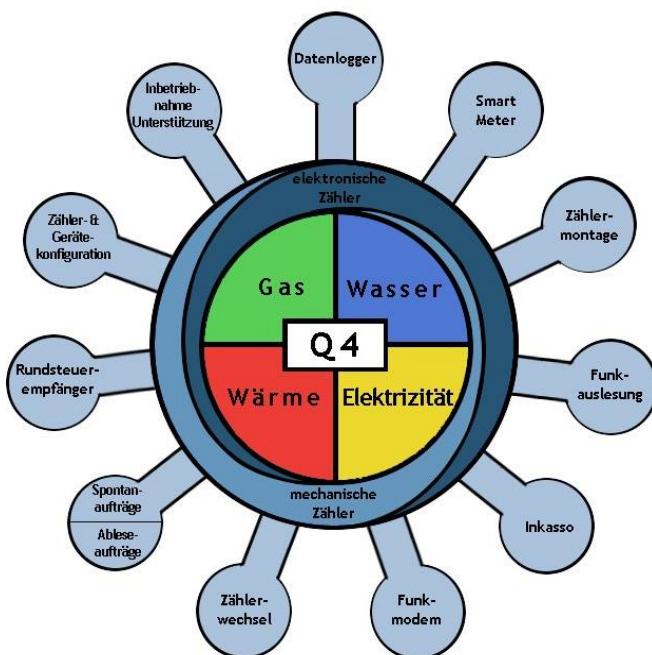 Datenlogger
Smart
Meter
Zähler-
montage
Funk-
auslesung
Inkasso
Funk-
modem
Zähler-
wechsel
Spontan-
aufträge
Ablese-
aufträge
Rundsteuer-
empfänger
Zähler- &
Geräte-
konfiguration
Inbetrieb-
nahme
Unterstützung
elektronische
Zähler
Gas
Wasser
Q4
Wärme
Elektrizität
mechanische
Zähler